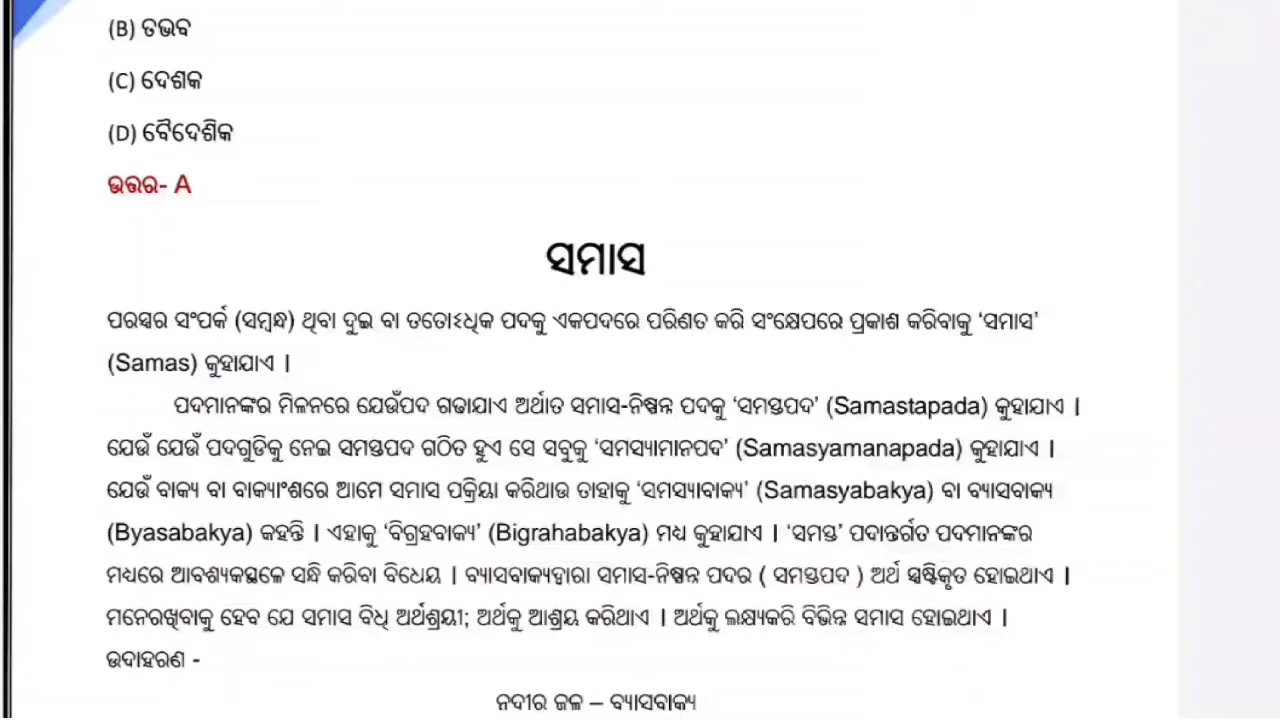 (B) ତଦ୍ଭବ
(C) ଦେଶଜ
(D) ବୈଦେଶିକ
ଉତ୍ତର- A
ସମାସ
ପରସ୍ପର ସଂପର୍କ (ସମ୍ବନ୍ଧ) ଥିବା ଦୁଇ ବା ତତୋଽଧିକ ପଦକୁ ଏକପଦରେ ପରିଣତ କରି ସଂକ୍ଷେପରେ ପ୍ରକାଶ କରିବାକୁ ‘ସମାସ’
(Samas) କୁହାଯାଏ ।
ପଦମାନଙ୍କର ମିଳନରେ ଯେଉଁପଦ ଗଢାଯାଏ ଅର୍ଥାତ ସମାସ-ନିଷ୍ପନ୍ନ ପଦକୁ ‘ସମସ୍ତପଦ’ (Samastapada) କୁହାଯାଏ ।
ଯେଉଁ ଯେଉଁ ପଦଗୁଡିକୁ ନେଇ ସମସ୍ତପଦ ଗଠିତ ହୁଏ ସେ ସବୁକୁ ‘ସମସ୍ୟାମାନପଦ’ (Samasyamanapada) କୁହାଯାଏ ।
ଯେଉଁ ବାକ୍ୟ ବା ବାକ୍ୟାଂଶରେ ଆମେ ସମାସ ପକ୍ରିୟା କରିଥାଉ ତାହାକୁ ‘ସମସ୍ୟାବାକ୍ୟ’ (Samasyabakya) ବା ବ୍ୟାସବାକ୍ୟ
(Byasabakya) କହନ୍ତି । ଏହାକୁ ‘ବିଗ୍ରହବାକ୍ୟ’ (Bigrahabakya) ମଧ୍ୟ କୁହାଯାଏ । ‘ସମସ୍ତ’ ପଦାନ୍ତର୍ଗତ ପଦମାନଙ୍କର
ମଧ୍ୟରେ ଆବଶ୍ୟକସ୍ଥଳେ ସନ୍ଧି କରିବା ବିଧେୟ । ବ୍ୟାସବାକ୍ୟଦ୍ୱାରା ସମାସ-ନିଷ୍ପନ୍ନ ପଦର ( ସମସ୍ତପଦ ) ଅର୍ଥ ସ୍ପଷ୍ଟିକୃତ ହୋଇଥାଏ ।
ମନେରଖିବାକୁ ହେବ ଯେ ସମାସ ବିଧି ଅର୍ଥଶ୍ରୟୀ; ଅର୍ଥକୁ ଆଶ୍ରୟ କରିଥାଏ । ଅର୍ଥକୁ ଲକ୍ଷ୍ୟକରି ବିଭିନ୍ନ ସମାସ ହୋଇଥାଏ ।
ଉଦାହରଣ -
ନଦୀର ଜଳ – ବ୍ୟାସବାକ୍ୟ